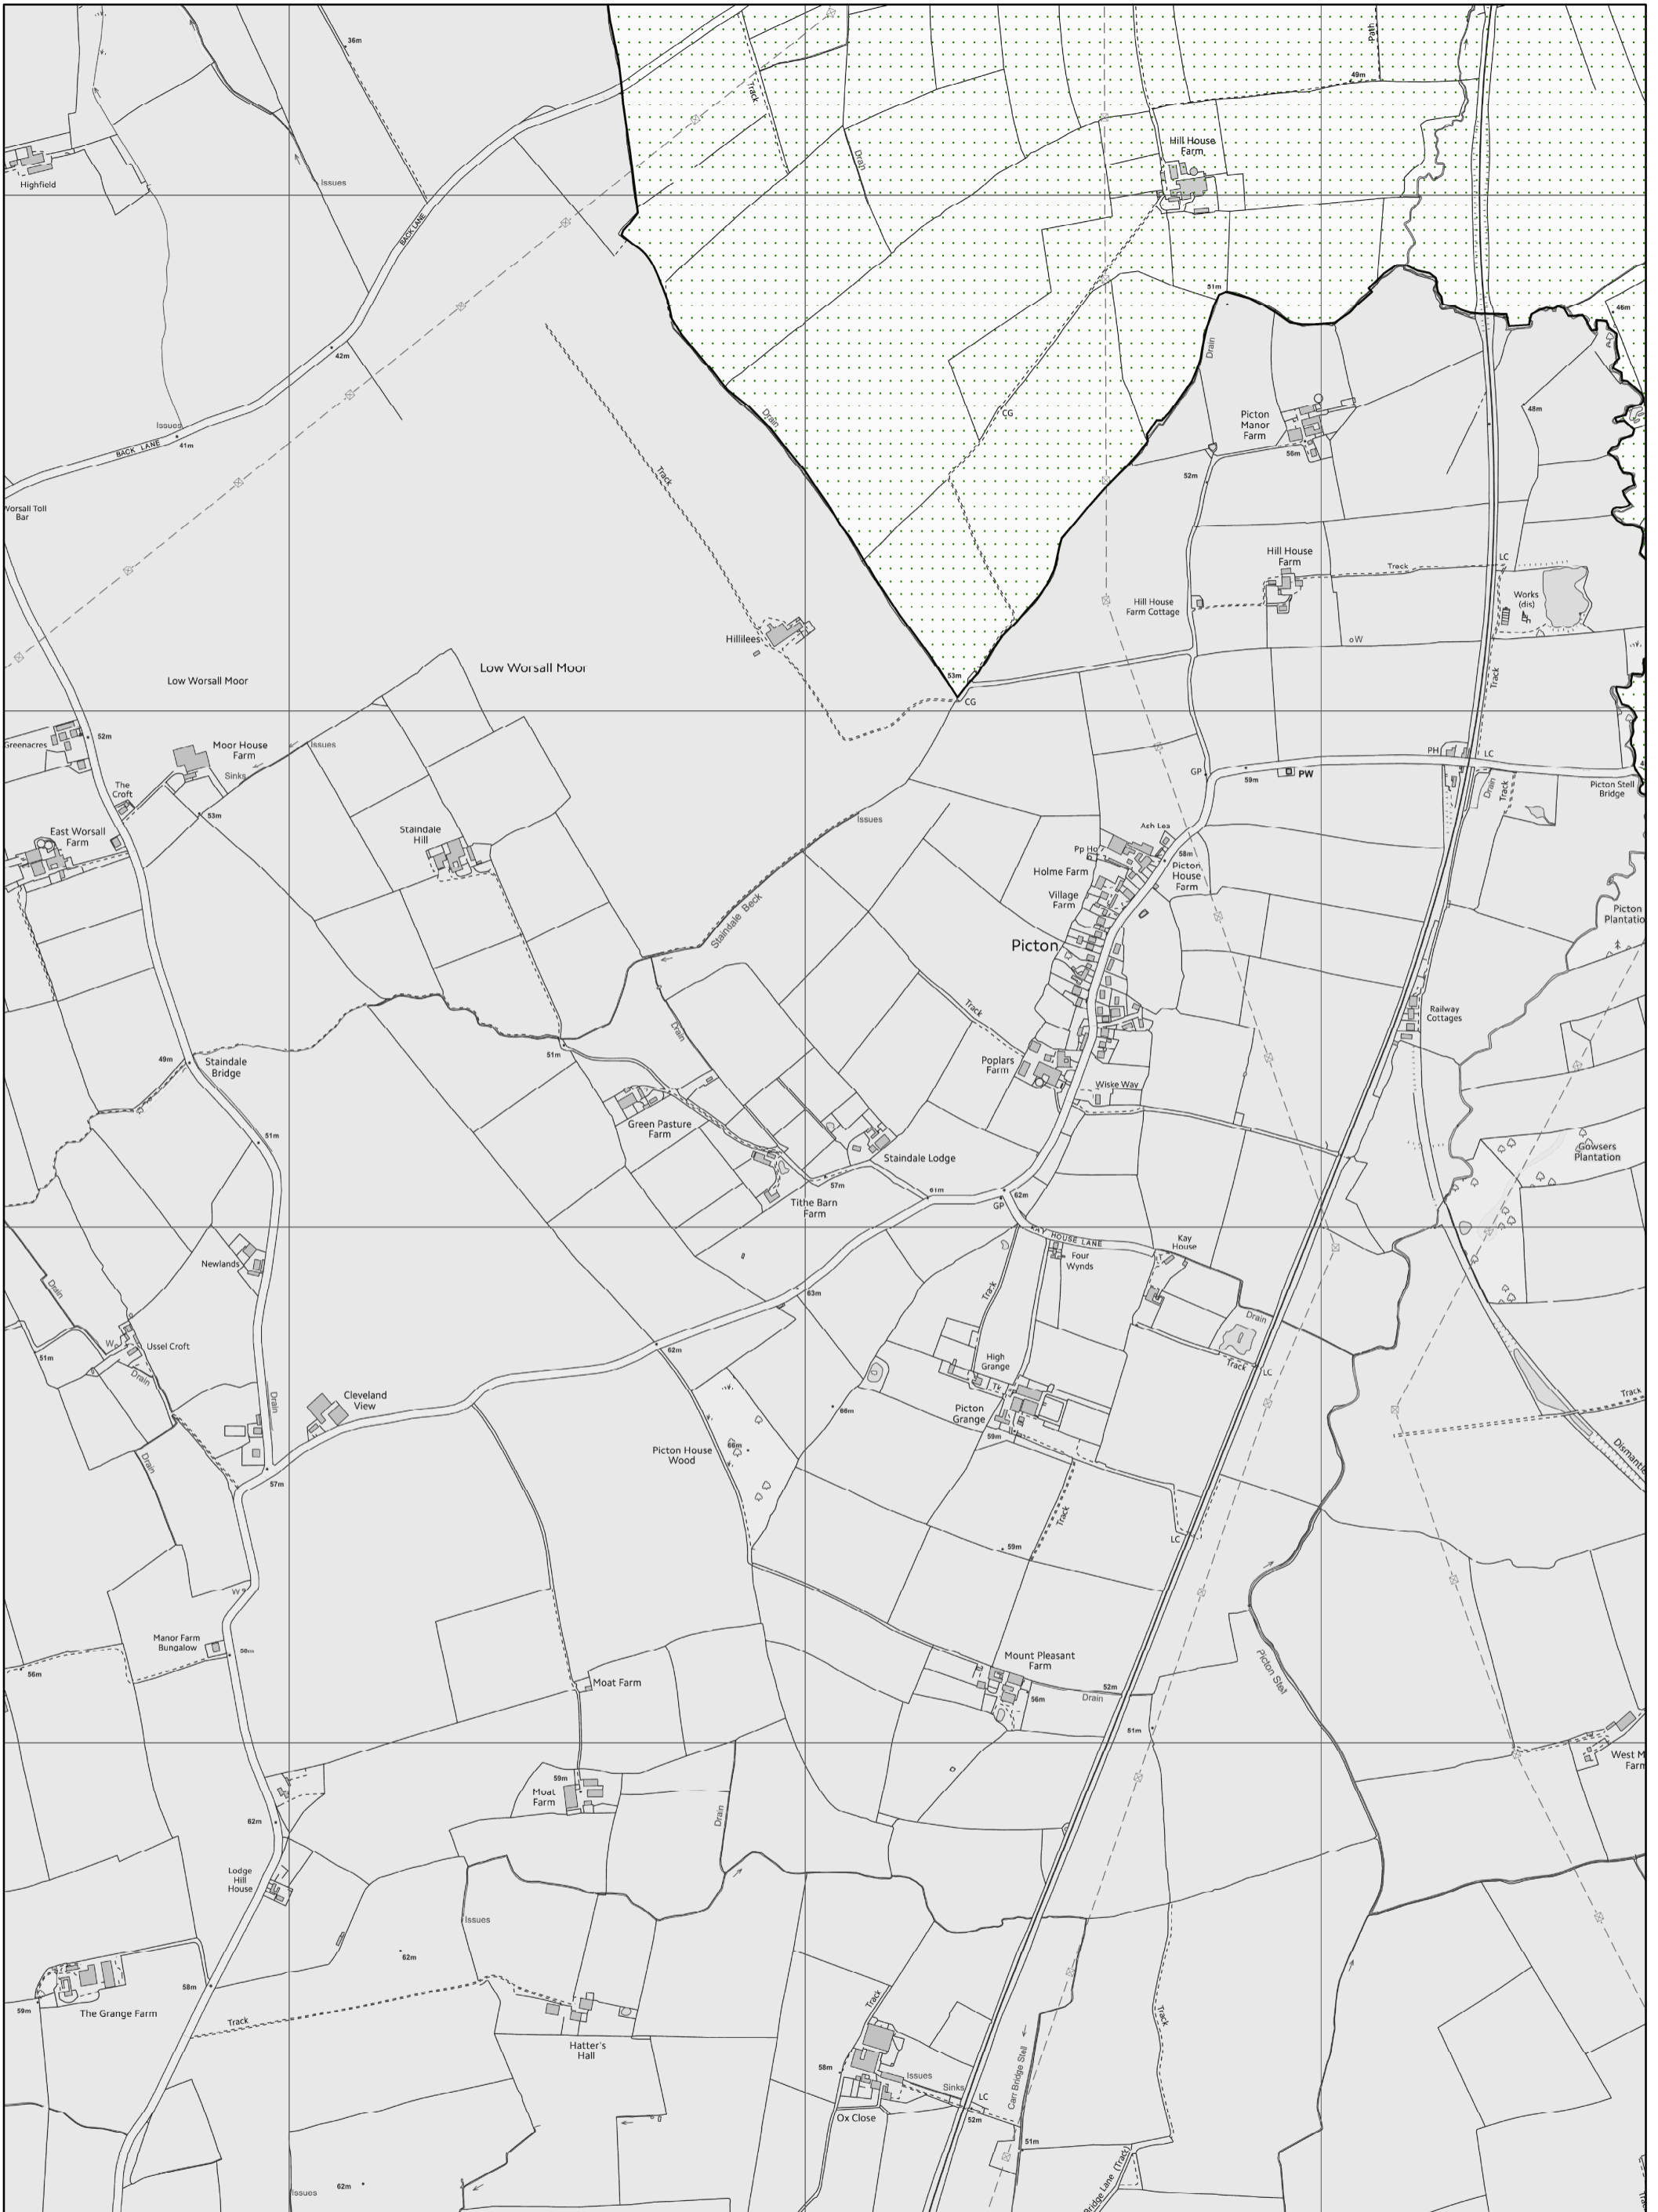 36m
Path
49m
Track
Hill House
Farm
Drain
Highfield
Issues
BACK LANE
51m
46m
42m
Drain
Drain
CG
48m
Picton
Manor
Farm
56m
Issues
41m
BACK LANE
52m
Track
Worsall Toll
Bar
LC
Hill House
Farm
Track
Works
(dis)
Hill House
Farm Cottage
W
Hillilees
Low Worsall Moor
Low Worsall Moor
53m
CG
Track
52m
Greenacres
Moor House
Farm
Issues
Sinks
PH
LC
GP
59m
PW
Picton Stell
Bridge
Drain
Track
The
Croft
53m
Issues
East Worsall
Farm
Staindale
Hill
Ash Lea
Pp Ho
58m
Holme Farm
Picton
House
Farm
Village
Farm
Staindale Beck
Picton
Plantatio
Picton
Track
Railway
Cottages
Drain
51m
49m
Staindale
Bridge
Poplars
Farm
Wiske Way
Green Pasture
Farm
51m
Gowsers
Plantation
Staindale Lodge
57m
61m
62m
GP
Tithe Barn
Farm
KAY HOUSE LANE
Kay
House
Four
Wynds
T
Newlands
Drain
Track
63m
Drain
W
Ussel Croft
51m
Drain
62m
High
Grange
Track
LC
Tk
Drain
Cleveland
View
66m
Picton
Grange
59m
Track
Picton House
Wood
66m
Drain
57m
Dismantle
Track
LC
59m
W
Manor Farm
Bungalow
56m
56m
Mount Pleasant
Farm
Moat Farm
52m
Drain
56m
Picton Stell
51m
West M
Farm
59m
Moat
Farm
Drain
62m
Lodge
Hill
House
Issues
62m
58m
59m
The Grange Farm
Track
Track
Track
Hatter's
Hall
58m
Issues
Sinks
LC
Carr Bridge Stell
Ox Close
52m
51m
Bridge Lane (Track)
62m
Issues